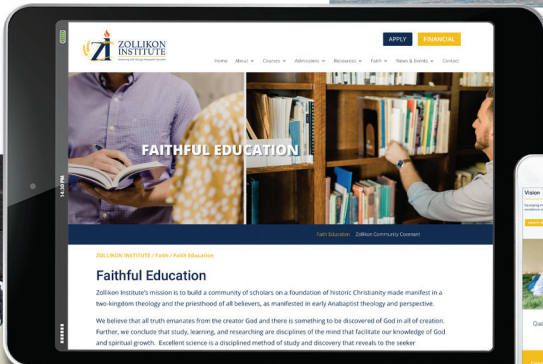 ZOLLIKON
INSTITUTE
APPLY
FINANCIAL
Home About Courses Admissions Resources Faith News & Events Contact
FAITHFUL EDUCATION
Faith Education Zollikon Community Covenant
ZOLLIKON INSTITUTE / Faith / Faith Education
Faithful Education
Zollikon Institute's mission is to build a community of scholars on a foundation of historic Christianity made manifest in a
two-kingdom theology and the priesthood of all believers, as manifested in early Anabaptist theology and perspective.
We believe that all truth emanates from the creator God and there is something to be discovered of God in all of creation.
Further, we conclude that study, learning, and researching are disciplines of the mind that facilitate our knowledge of God
and spiritual growth. Excellent science is a disciplined method of study and discovery that reveals to the seeker
14:20 PM
Vision